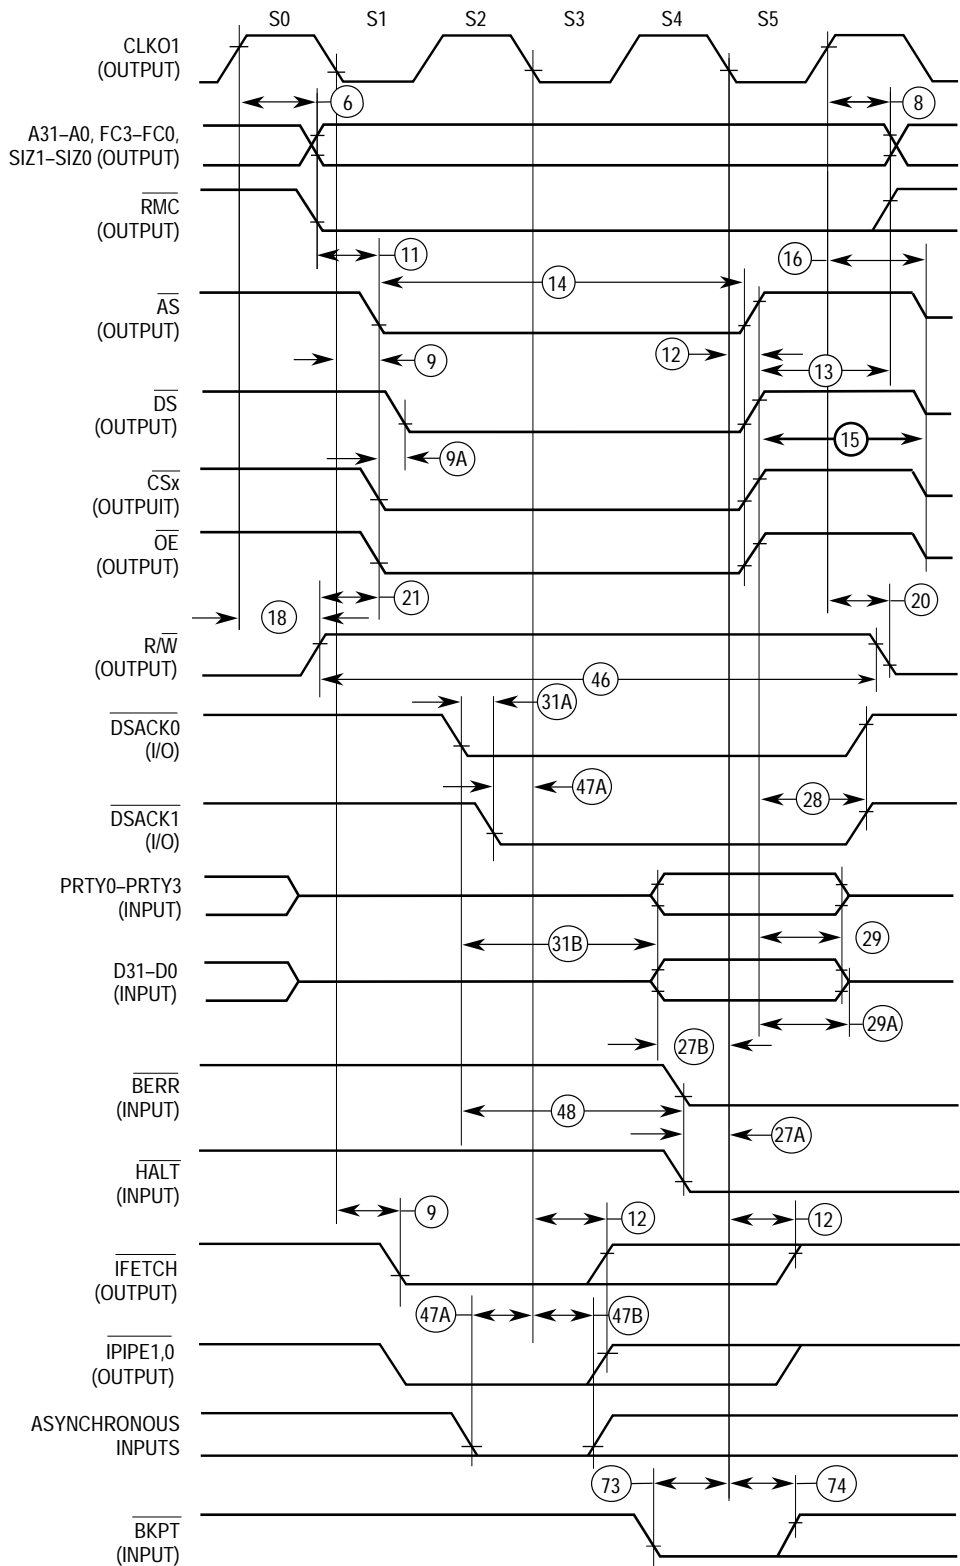 S0 S1 S2 S3 S4 S5
CLKO1
(OUTPUT)
6 8
A31–A0, FC3–FC0,
SIZ1–SIZ0 (OUTPUT)
RMC
(OUTPUT)
11 16
14
AS
(OUTPUT)
9 12 13
DS
(OUTPUT)
9A 15
CSx
(OUTPUIT)
OE
(OUTPUT)
21 20
18
R/W
(OUTPUT)
46
31A
DSACK0
(I/O)
47A 28
DSACK1
(I/O)
PRTY0–PRTY3
(INPUT)
31B 29
D31–D0
(INPUT)
29A
27B
BERR
(INPUT)
48
27A
HALT
(INPUT)
9 12 12
IFETCH
(OUTPUT)
47A 47B
IPIPE1,0
(OUTPUT)
ASYNCHRONOUS
INPUTS
73 74
BKPT
(INPUT)